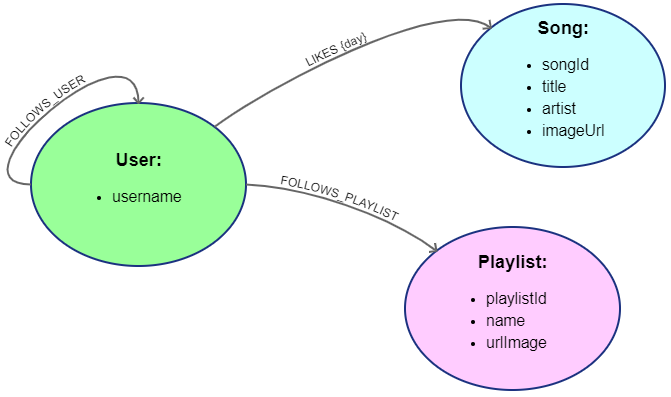 Song:
• songId
• title
• artist
• imageUrl
LIKES {day}
FOLLOWS_USER
User:
• username
FOLLOWS_PLAYLIST
Playlist:
• playlistId
• name
• urlImage